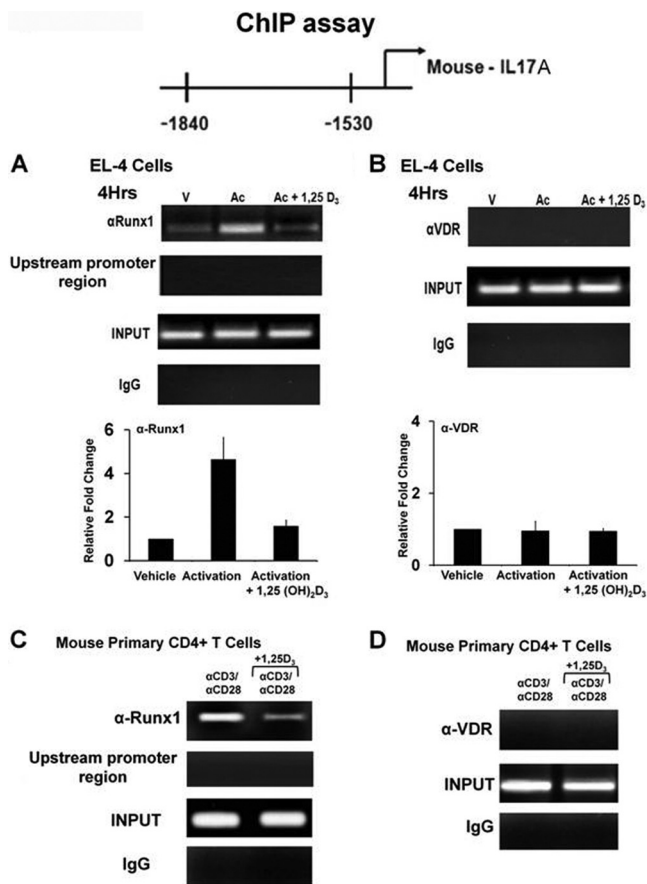 ChIP assay
Mouse - IL17A
-1840
-1530
A
EL-4 Cells
4Hrs
V
Ac
Ac + 1,25 D3
αRunx1
Upstream promoter
region
INPUT
IgG
α-Runx1
Relative Fold Change
6
4
2
0
Vehicle
Activation
Activation
+ 1,25 (OH)2D3
B
EL-4 Cells
4Hrs
V
Ac
Ac + 1,25 D3
αVDR
INPUT
IgG
α-VDR
Relative Fold Change
4
2
0
Vehicle
Activation
Activation
+ 1,25 (OH)2D3
C
Mouse Primary CD4+ T Cells
+1,25D3
αCD3/
αCD28
αCD3/
αCD28
α-Runx1
Upstream promoter
region
INPUT
IgG
D
Mouse Primary CD4+ T Cells
+1,25D3
αCD3/
αCD28
αCD3/
αCD28
α-VDR
INPUT
IgG